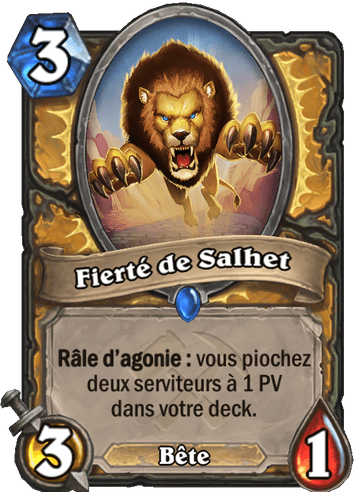 3
Fierté de Salhet
Râle d'agonie : vous piochez
deux serviteurs à 1 PV
dans votre deck.
3
Bête
1